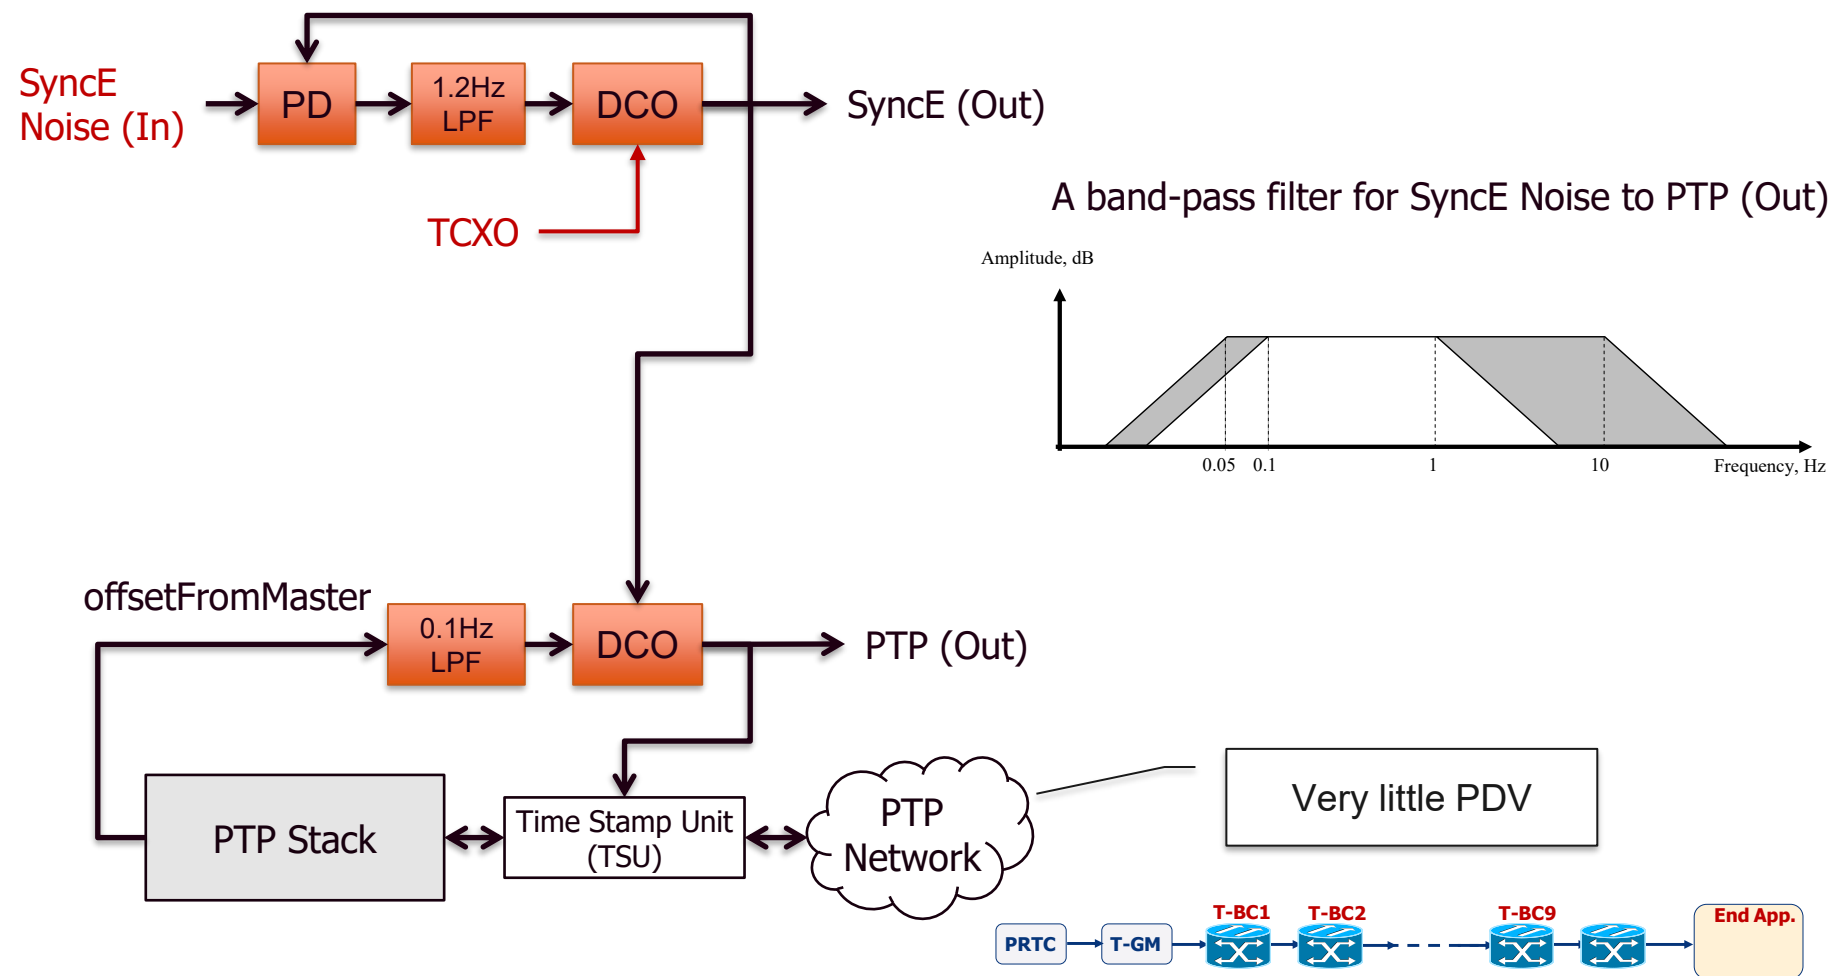 SyncE
Noise (In)
PD
1.2Hz
LPF
DCO
SyncE (Out)
TCXO
A band-pass filter for SyncE Noise to PTP (Out)
Amplitude, dB
0.05
0.1
1
10
Frequency, Hz
offsetFromMaster
0.1Hz
LPF
DCO
PTP (Out)
PTP Stack
Time Stamp Unit
(TSU)
PTP
Network
Very little PDV
PRTC
T-GM
T-BC1
T-BC2
T-BC9
End App.